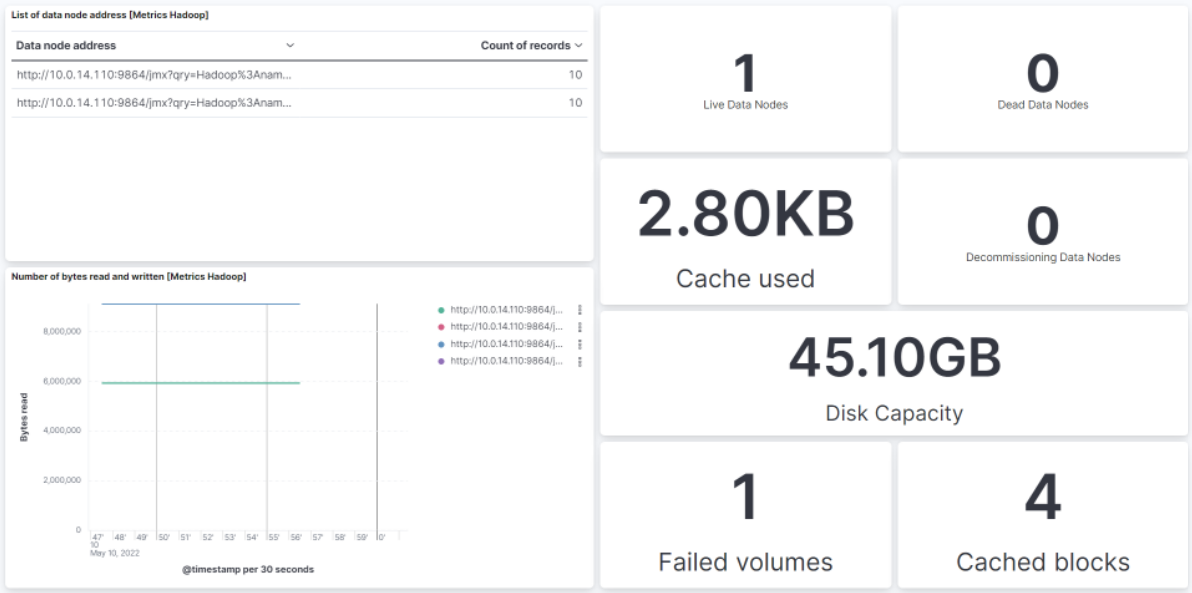 List of data node address [Metrics Hadoop]
Data node address Count of records
http://10.0.14.110:9864/jmx?qry=Hadoop%3Anam... 10
http://10.0.14.110:9864/jmx?qry=Hadoop%3Anam... 10
1
Live Data Nodes
0
Dead Data Nodes
2.80KB
Cache used
0
Decommissioning Data Nodes
Number of bytes read and written [Metrics Hadoop]
Bytes read
8,000,000
6,000,000
4,000,000
2,000,000
0
47' 48' 49' 50' 51' 52' 53' 54' 55' 56' 57' 58' 59' 0'
10
May 10, 2022
@timestamp per 30 seconds
http://10.0.14.110:9864/j...
http://10.0.14.110:9864/j...
http://10.0.14.110:9864/j...
http://10.0.14.110:9864/j...
45.10GB
Disk Capacity
1
Failed volumes
4
Cached blocks